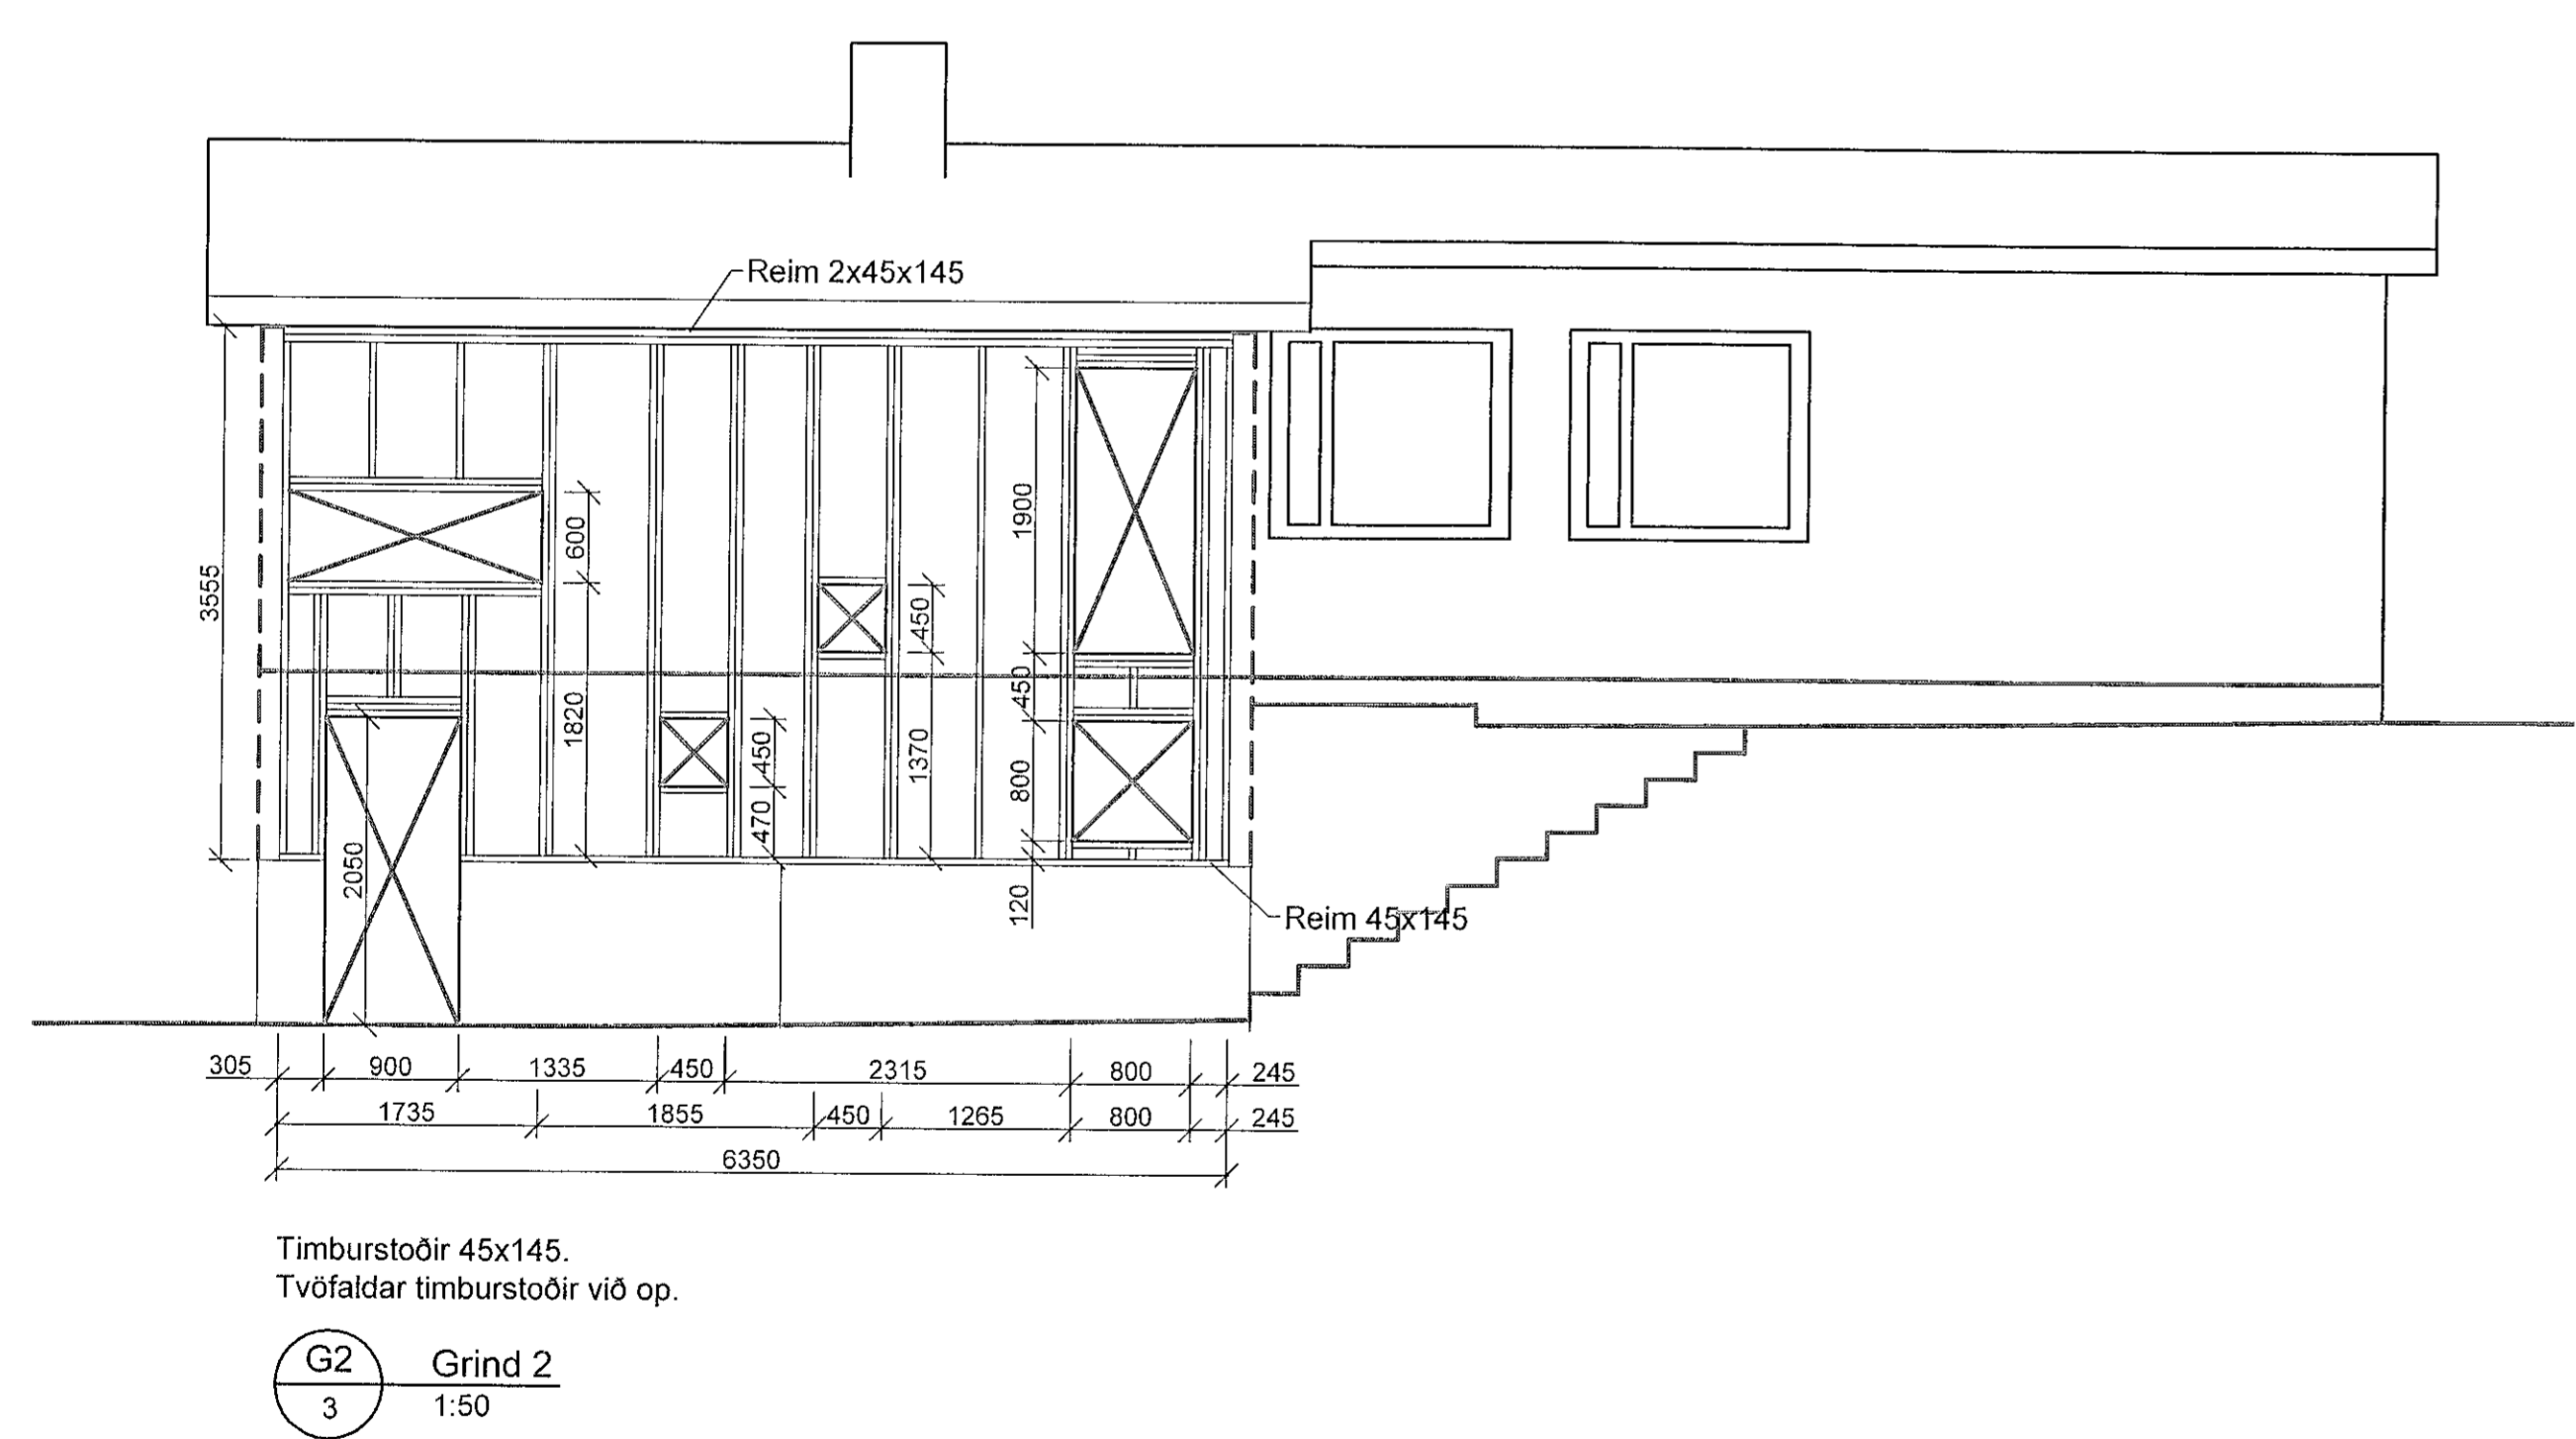 Reim 2x45x145
3555
600
1820
2050
450
470
450
1370
1900
450
800
120
Reim 45x145
305 900 1335 450 2315 800 245
1735 1855 450 1265 800 245
6350
Timburstoðir 45x145.
Tvöfaldar timburstoðir við op.
G2 Grind 2
3 1:50